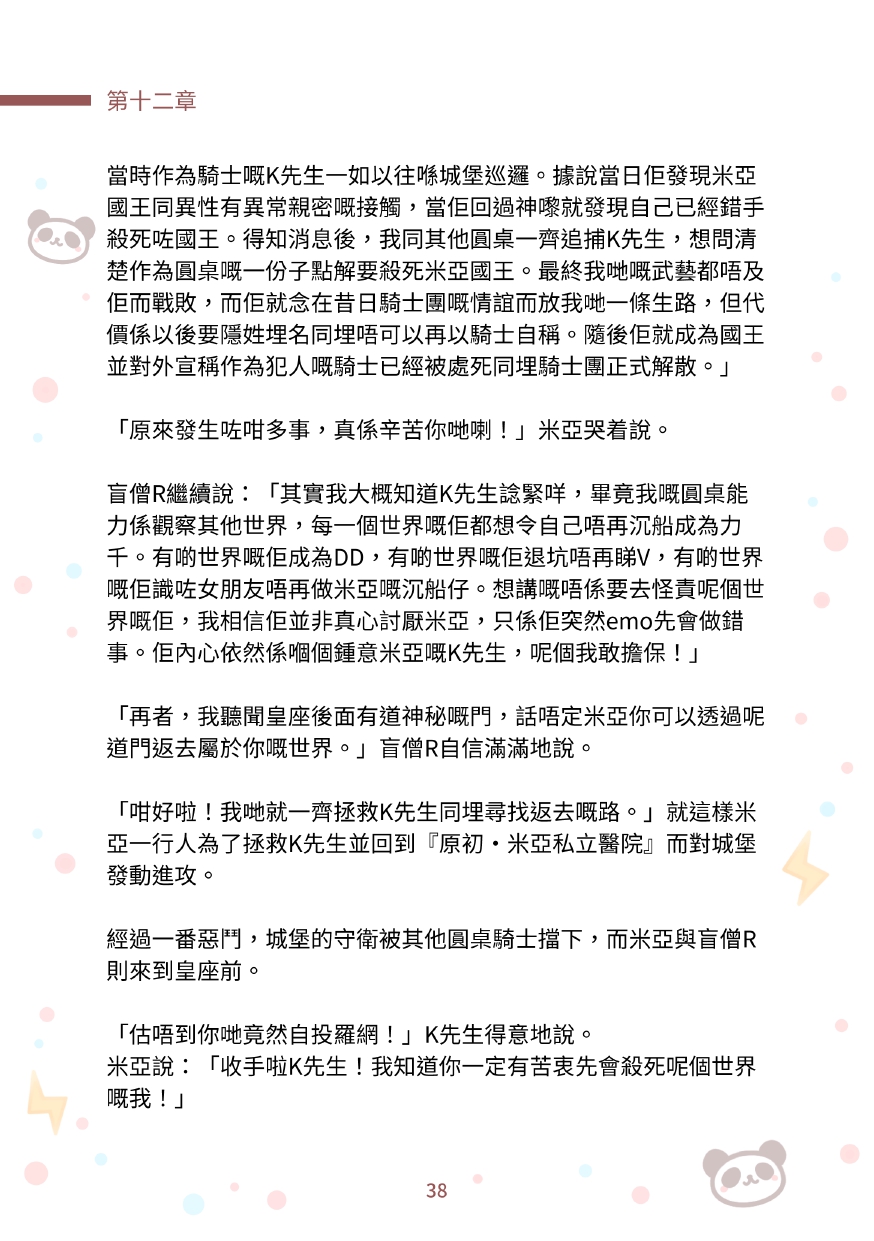 第十二章
當時作為騎士嘅K先生一如以往喺城堡巡邏。據說當日佢發現米亞
國王同異性有異常親密嘅接觸，當佢回過神嚟就發現自己已經錯手
殺死咗國王。得知消息後，我同其他圓桌一齊追捕K先生，想問清
楚作為圓桌嘅一份子點解要殺死米亞國王。最終我哋嘅武藝都唔及
佢而戰敗，而佢就念在昔日騎士團嘅情誼而放我哋一條生路，但代
價係以後要隱姓埋名同埋唔可以再以騎士自稱。隨後佢就成為國王
並對外宣稱作為犯人嘅騎士已經被處死同埋騎士團正式解散。」
「原來發生咗咁多事，真係辛苦你哋喇！」米亞哭着說。
盲僧R繼續說：「其實我大概知道K先生諗緊咩，畢竟我嘅圓桌能
力係觀察其他世界，每一個世界嘅佢都想令自己唔再沉船成為力
千。有啲世界嘅佢成為DD，有啲世界嘅佢退坑唔再睇V，有啲世界
嘅佢識咗女朋友唔再做米亞嘅沉船仔。想講嘅唔係要去怪責呢個世
界嘅佢，我相信佢並非真心討厭米亞，只係佢突然emo先會做錯
事。佢內心依然係嗰個鍾意米亞嘅K先生，呢個我敢擔保！」
「再者，我聽聞皇座後面有道神秘嘅門，話唔定米亞你可以透過呢
道門返去屬於你嘅世界。」盲僧R自信滿滿地說。
「咁好啦！我哋就一齊拯救K先生同埋尋找返去嘅路。」就這樣米
亞一行人為了拯救K先生並回到『原初・米亞私立醫院』而對城堡
發動進攻。
經過一番惡鬥，城堡的守衛被其他圓桌騎士擋下，而米亞與盲僧R
則來到皇座前。
「估唔到你哋竟然自投羅網！」K先生得意地說。
米亞說：「收手啦K先生！我知道你一定有苦衷先會殺死呢個世界
嘅我！」
38